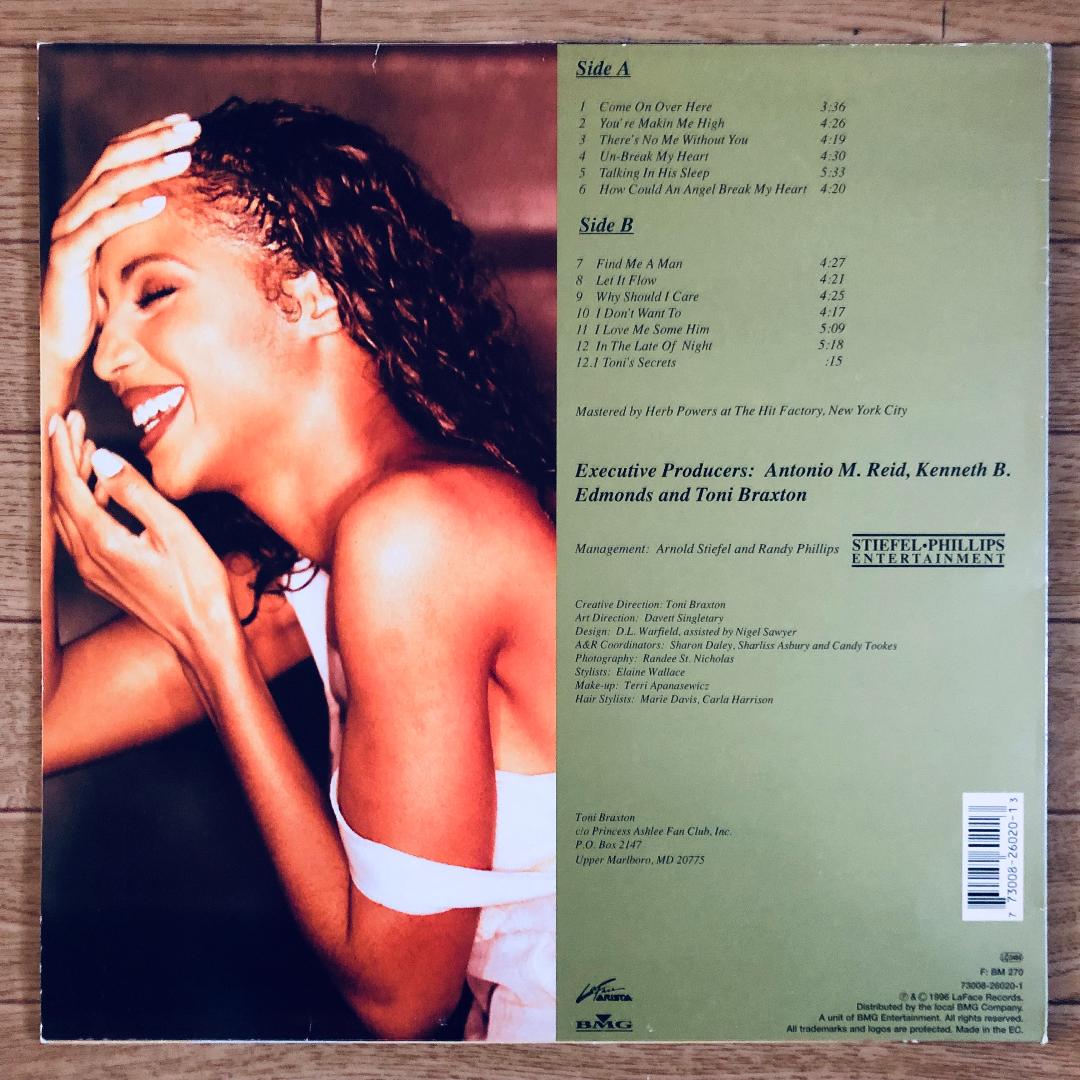 Side A
1 Come On Over Here 3:36
2 You're Makin Me High 4:26
3 There's No Me Without You 4:19
4 Un-Break My Heart 4:30
5 Talking In His Sleep 5:33
6 How Could An Angel Break My Heart 4:20
Side B
7 Find Me A Man 4:27
8 Let It Flow 4:21
9 Why Should I Care 4:25
10 I Don't Want To 4:17
11 I Love Me Some Him 5:09
12 In The Late Of Night 5:18
12.1 Toni's Secrets :15
Mastered by Herb Powers at The Hit Factory, New York City
Executive Producers: Antonio M. Reid, Kenneth B.
Edmonds and Toni Braxton
Management: Arnold Stiefel and Randy Phillips
STIEFEL•PHILLIPS
ENTERTAINMENT
Creative Direction: Toni Braxton
Art Direction: Davett Singletary
Design: D.L. Warfield, assisted by Nigel Sawyer
A&R Coordinators: Sharon Daley, Sharliss Asbury and Candy Tookes
Photography: Randee St. Nicholas
Stylists: Elaine Wallace
Make-up: Terri Apanasewicz
Hair Stylists: Marie Davis, Carla Harrison
Toni Braxton
c/o Princess Ashlee Fan Club, Inc.
P.O. Box 2147
Upper Marlboro, MD 20775
7 73008-26020-1 3
LaFace
ARISTA
BMG
F: BM 270
73008-26020-1
℗ & © 1996 LaFace Records.
Distributed by the local BMG Company.
A unit of BMG Entertainment. All rights reserved.
All trademarks and logos are protected. Made in the EC.